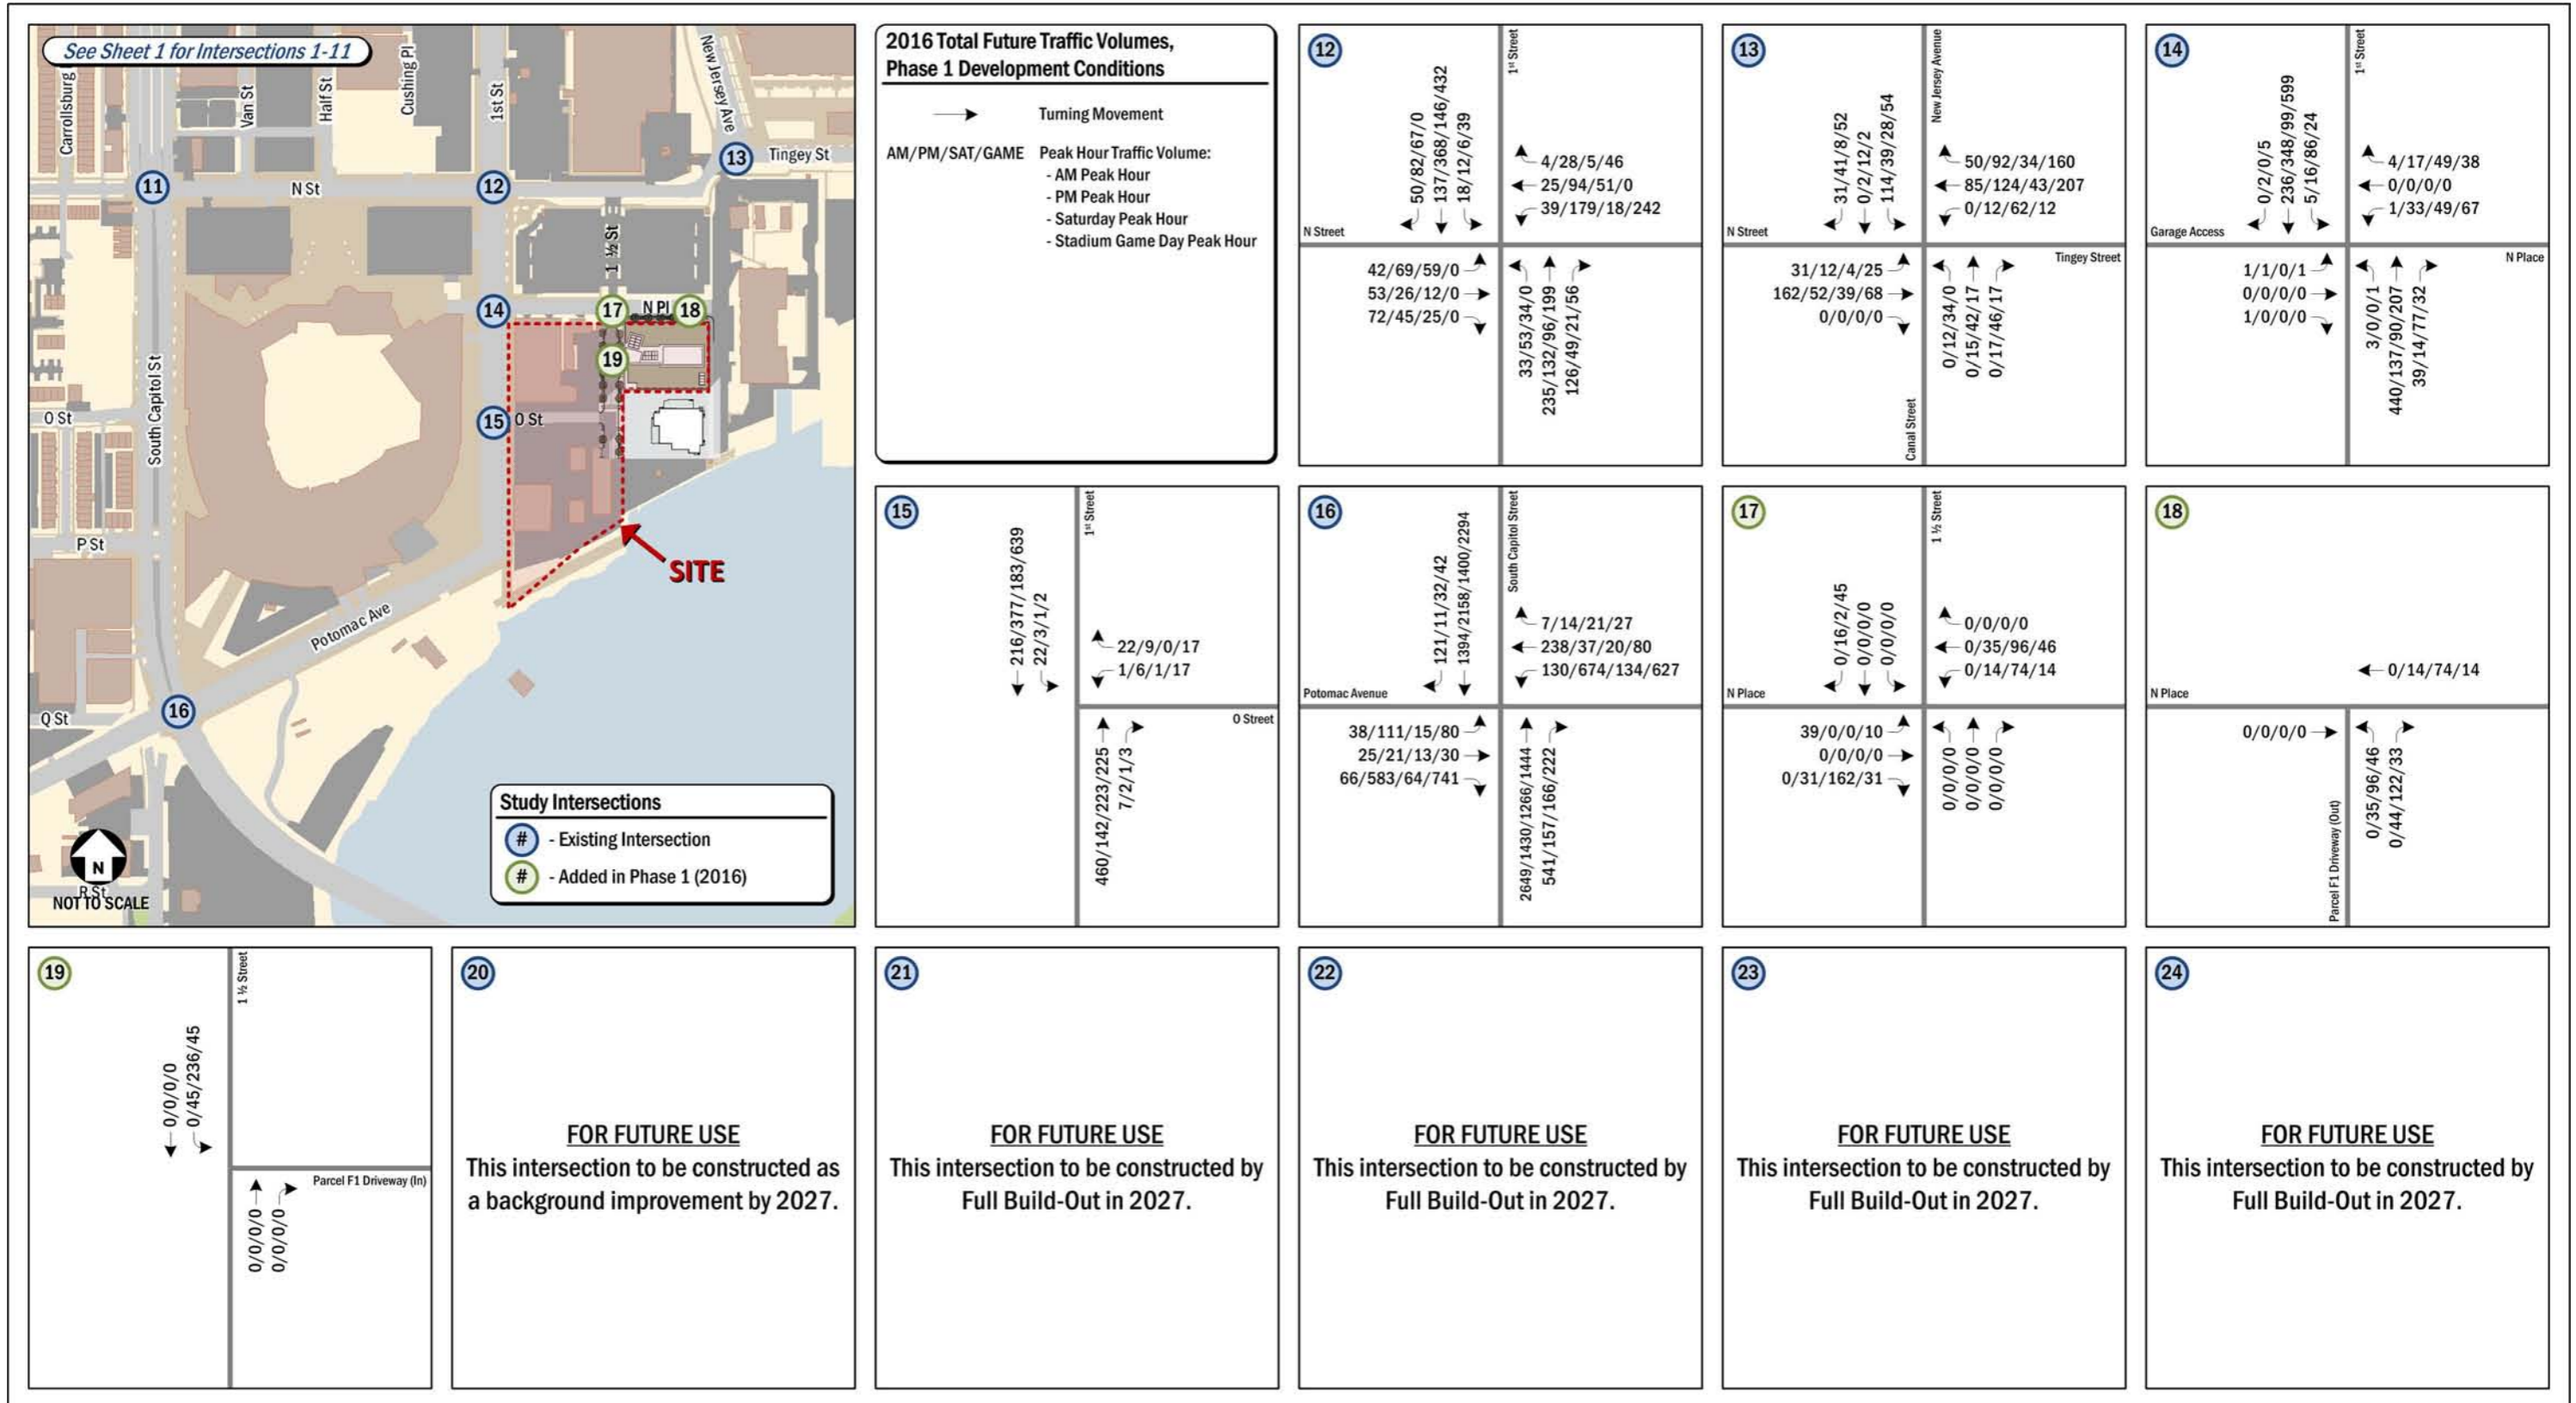 See Sheet 1 for Intersections 1-11
Carrollsburg
Van St
Half St
Cushing Pl
1st St
New Jersey Ave
13
Tingey St
11
N St
12
1 ½ St
14
17
N Pl
18
19
South Capitol St
O St
15
O St
P St
SITE
Potomac Ave
Q St
16
N
R St
NOT TO SCALE
Study Intersections
# - Existing Intersection
# - Added in Phase 1 (2016)
2016 Total Future Traffic Volumes,
Phase 1 Development Conditions
Turning Movement
AM/PM/SAT/GAME Peak Hour Traffic Volume:
- AM Peak Hour
- PM Peak Hour
- Saturday Peak Hour
- Stadium Game Day Peak Hour
12
1st Street
50/82/67/0
137/368/146/432
18/12/6/39
4/28/5/46
25/94/51/0
39/179/18/242
N Street
42/69/59/0
53/26/12/0
72/45/25/0
33/53/34/0
235/132/96/199
126/49/21/56
13
New Jersey Avenue
31/41/8/52
0/2/12/2
114/39/28/54
50/92/34/160
85/124/43/207
0/12/62/12
N Street
Tingey Street
31/12/4/25
162/52/39/68
0/0/0/0
0/12/34/0
0/15/42/17
0/17/46/17
Canal Street
14
1st Street
0/2/0/5
236/348/99/599
5/16/86/24
4/17/49/38
0/0/0/0
1/33/49/67
Garage Access
N Place
1/1/0/1
0/0/0/0
1/0/0/0
3/0/0/1
440/137/90/207
39/14/77/32
15
1st Street
216/377/183/639
22/3/1/2
22/9/0/17
1/6/1/17
O Street
460/142/223/225
7/2/1/3
16
South Capitol Street
121/11/32/42
1394/2158/1400/2294
7/14/21/27
238/37/20/80
130/674/134/627
Potomac Avenue
38/111/15/80
25/21/13/30
66/583/64/741
2649/1430/1266/1444
541/157/166/222
17
1 ½ Street
0/16/2/45
0/0/0/0
0/0/0/0
0/0/0/0
0/35/96/46
0/14/74/14
N Place
39/0/0/10
0/0/0/0
0/31/162/31
0/0/0/0
0/0/0/0
0/0/0/0
18
0/14/74/14
N Place
0/0/0/0
0/35/96/46
0/44/122/33
Parcel F1 Driveway (Out)
19
1 ½ Street
0/0/0/0
0/45/236/45
Parcel F1 Driveway (In)
0/0/0/0
0/0/0/0
20
FOR FUTURE USE
This intersection to be constructed as
a background improvement by 2027.
21
FOR FUTURE USE
This intersection to be constructed by
Full Build-Out in 2027.
22
FOR FUTURE USE
This intersection to be constructed by
Full Build-Out in 2027.
23
FOR FUTURE USE
This intersection to be constructed by
Full Build-Out in 2027.
24
FOR FUTURE USE
This intersection to be constructed by
Full Build-Out in 2027.